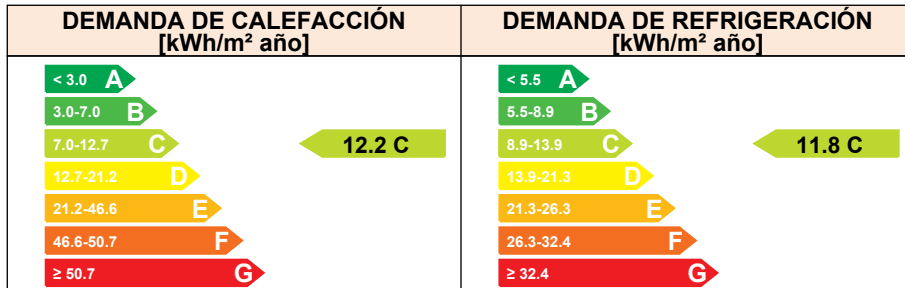 DEMANDA DE CALEFACCIÓN
[kWh/m² año]
< 3.0 A
3.0-7.0 B
7.0-12.7 C
12.2 C
12.7-21.2 D
21.2-46.6 E
46.6-50.7 F
≥ 50.7 G
DEMANDA DE REFRIGERACIÓN
[kWh/m² año]
< 5.5 A
5.5-8.9 B
8.9-13.9 C
11.8 C
13.9-21.3 D
21.3-26.3 E
26.3-32.4 F
≥ 32.4 G